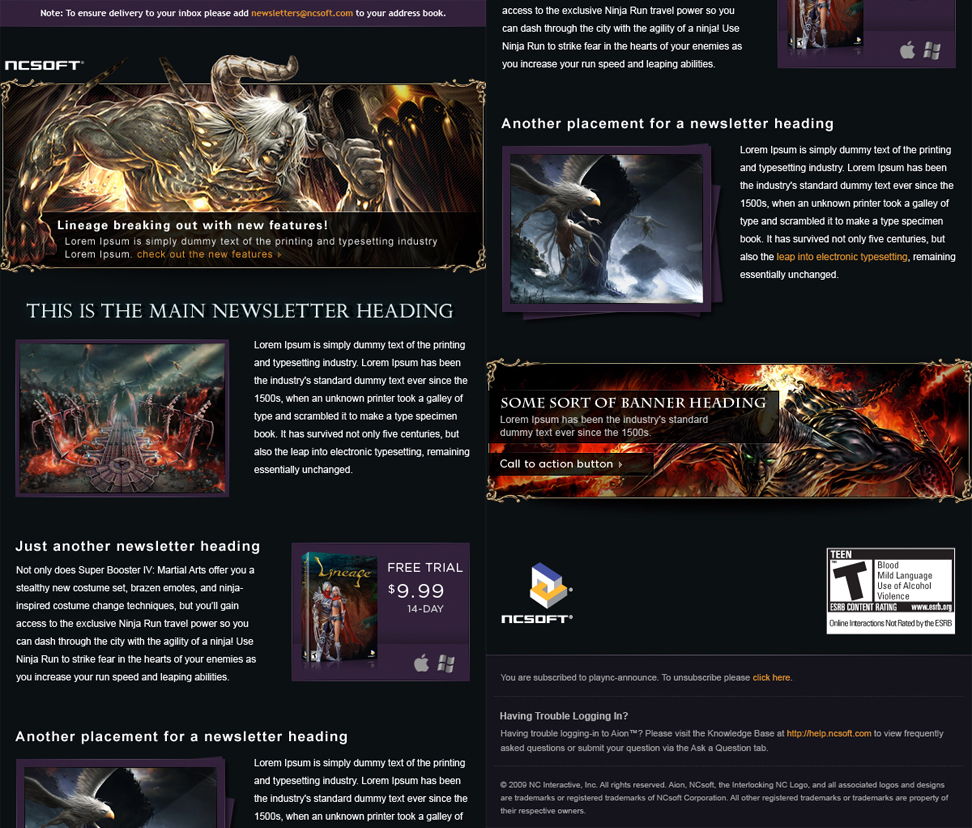 Note: To ensure delivery to your inbox please add newsletters@ncsoft.com to your address book.
NCSOFT®
Lineage breaking out with new features!
Lorem Ipsum is simply dummy text of the printing and typesetting industry
Lorem Ipsum. check out the new features
THIS IS THE MAIN NEWSLETTER HEADING
Lorem Ipsum is simply dummy text of the printing
and typesetting industry. Lorem Ipsum has been
the industry's standard dummy text ever since the
1500s, when an unknown printer took a galley of
type and scrambled it to make a type specimen
book. It has survived not only five centuries, but
also the leap into electronic typesetting, remaining
essentially unchanged.
Just another newsletter heading
Not only does Super Booster IV: Martial Arts offer you a
stealthy new costume set, brazen emotes, and ninja-
inspired costume change techniques, but you'll gain
access to the exclusive Ninja Run travel power so you
can dash through the city with the agility of a ninja! Use
Ninja Run to strike fear in the hearts of your enemies as
you increase your run speed and leaping abilities.
Lineage
FREE TRIAL
$9.99
14-DAY
Another placement for a newsletter heading
Lorem Ipsum is simply dummy text of the printing
and typesetting industry. Lorem Ipsum has been
the industry's standard dummy text ever since the
1500s, when an unknown printer took a galley of
access to the exclusive Ninja Run travel power so you
can dash through the city with the agility of a ninja! Use
Ninja Run to strike fear in the hearts of your enemies as
you increase your run speed and leaping abilities.
Another placement for a newsletter heading
Lorem Ipsum is simply dummy text of the printing
and typesetting industry. Lorem Ipsum has been
the industry's standard dummy text ever since the
1500s, when an unknown printer took a galley of
type and scrambled it to make a type specimen
book. It has survived not only five centuries, but
also the leap into electronic typesetting, remaining
essentially unchanged.
SOME SORT OF BANNER HEADING
Lorem Ipsum has been the industry's standard
dummy text ever since the 1500s.
Call to action button
NCSOFT®
TEEN
T
Blood
Mild Language
Use of Alcohol
Violence
ESRB CONTENT RATING www.esrb.org
Online Interactions Not Rated by the ESRB
You are subscribed to plaync-announce. To unsubscribe please click here.
Having Trouble Logging In?
Having trouble logging-in to Aion™? Please visit the Knowledge Base at http://help.ncsoft.com to view frequently
asked questions or submit your question via the Ask a Question tab.
© 2009 NC Interactive, Inc. All rights reserved. Aion, NCsoft, the Interlocking NC Logo, and all associated logos and designs
are trademarks or registered trademarks of NCsoft Corporation. All other registered trademarks or trademarks are property of
their respective owners.